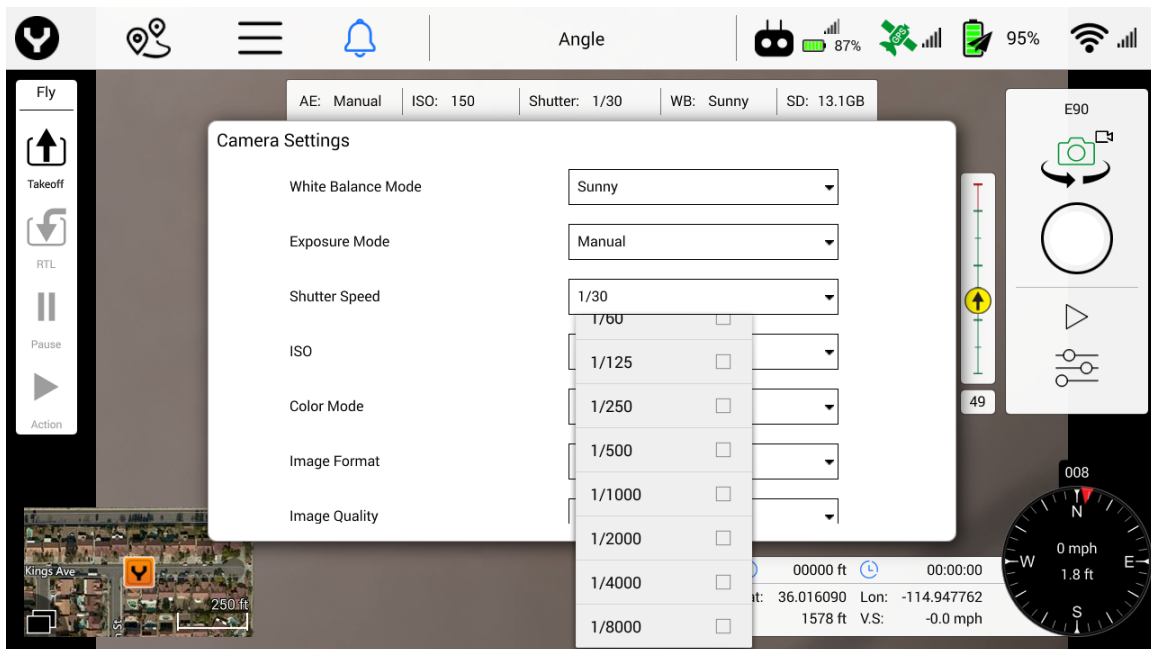 Angle
87%
GPS
95%
Fly
Takeoff
RTL
Pause
Action
AE: Manual ISO: 150 Shutter: 1/30 WB: Sunny SD: 13.1GB
Camera Settings
White Balance Mode Sunny
Exposure Mode Manual
Shutter Speed 1/30
1/60
ISO
1/125
Color Mode
1/250
1/500
Image Format
1/1000
Image Quality
1/2000
1/4000
1/8000
E90
49
008
N
W E
S
0 mph
1.8 ft
Kings Ave
St
250 ft
00000 ft 00:00:00
36.016090 Lon: -114.947762
1578 ft V.S: -0.0 mph